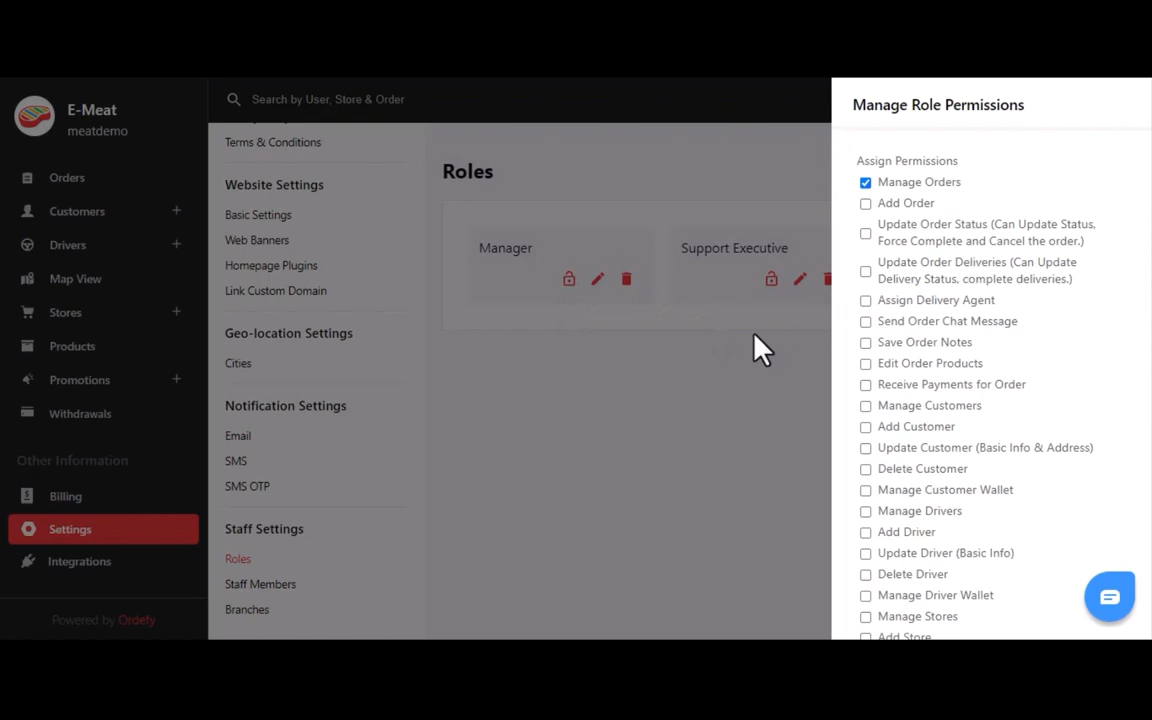 E-Meat
meatdemo
Orders
Customers
Drivers
Map View
Stores
Products
Promotions
Withdrawals
Other Information
Billing
Settings
Integrations
Powered by Ordefy
Search by User, Store & Order
Terms & Conditions
Website Settings
Basic Settings
Web Banners
Homepage Plugins
Link Custom Domain
Geo-location Settings
Cities
Notification Settings
Email
SMS
SMS OTP
Staff Settings
Roles
Staff Members
Branches
Roles
Manager
Support Executive
Manage Role Permissions
Assign Permissions
Manage Orders
Add Order
Update Order Status (Can Update Status,
Force Complete and Cancel the order.)
Update Order Deliveries (Can Update
Delivery Status, complete deliveries.)
Assign Delivery Agent
Send Order Chat Message
Save Order Notes
Edit Order Products
Receive Payments for Order
Manage Customers
Add Customer
Update Customer (Basic Info & Address)
Delete Customer
Manage Customer Wallet
Manage Drivers
Add Driver
Update Driver (Basic Info)
Delete Driver
Manage Driver Wallet
Manage Stores
Add Store